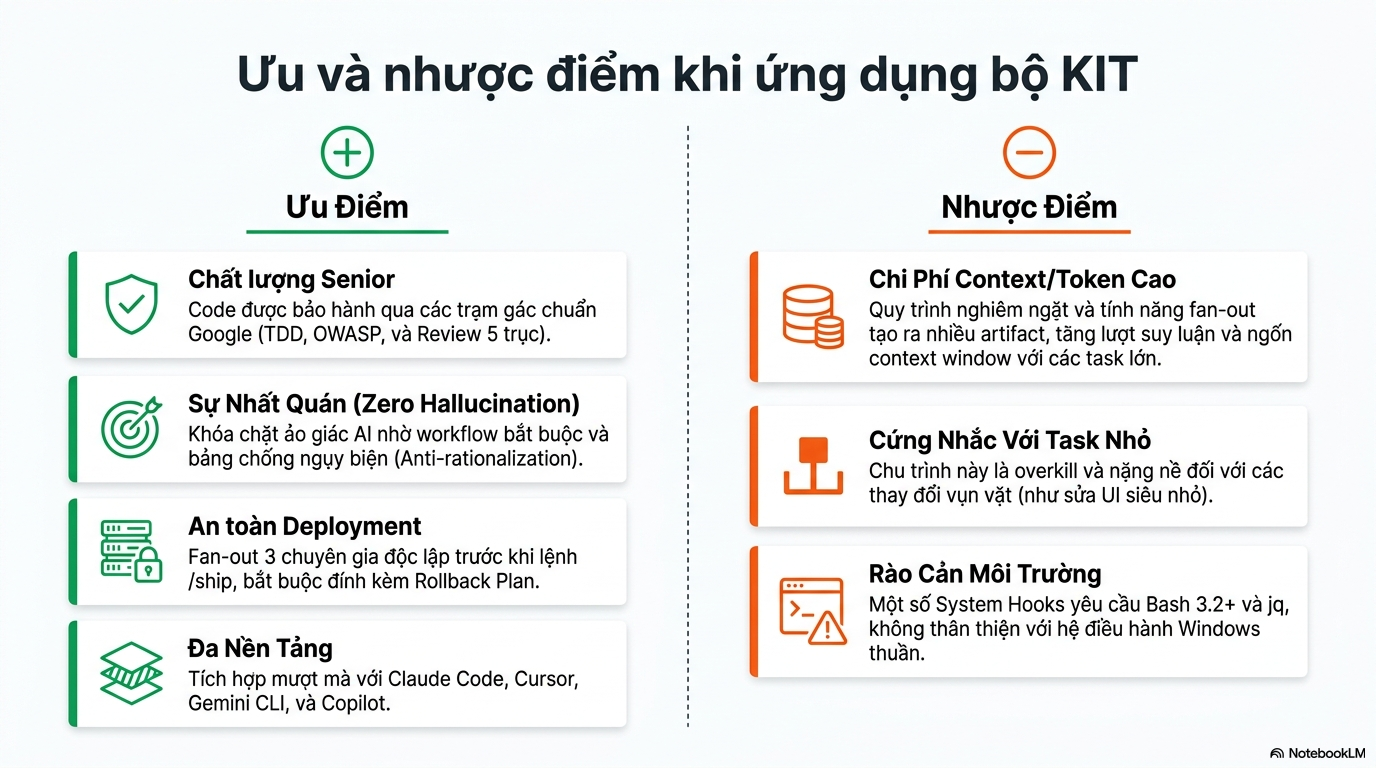 Ưu và nhược điểm khi ứng dụng bộ KIT
Ưu Điểm
Chất lượng Senior
Code được bảo hành qua các trạm gác chuẩn
Google (TDD, OWASP, và Review 5 trục).
Sự Nhất Quán (Zero Hallucination)
Khóa chặt ảo giác AI nhờ workflow bắt buộc và
bảng chống ngụy biện (Anti-rationalization).
An toàn Deployment
Fan-out 3 chuyên gia độc lập trước khi lệnh
/ship, bắt buộc đính kèm Rollback Plan.
Đa Nền Tảng
Tích hợp mượt mà với Claude Code, Cursor,
Gemini CLI, và Copilot.
Nhược Điểm
Chi Phí Context/Token Cao
Quy trình nghiêm ngặt và tính năng fan-out
tạo ra nhiều artifact, tăng lượt suy luận và ngốn
context window với các task lớn.
Cứng Nhắc Với Task Nhỏ
Chu trình này là overkill và nặng nề đối với các
thay đổi vụn vặt (như sửa UI siêu nhỏ).
Rào Cản Môi Trường
Một số System Hooks yêu cầu Bash 3.2+ và jq,
không thân thiện với hệ điều hành Windows
thuần.
NotebookLM